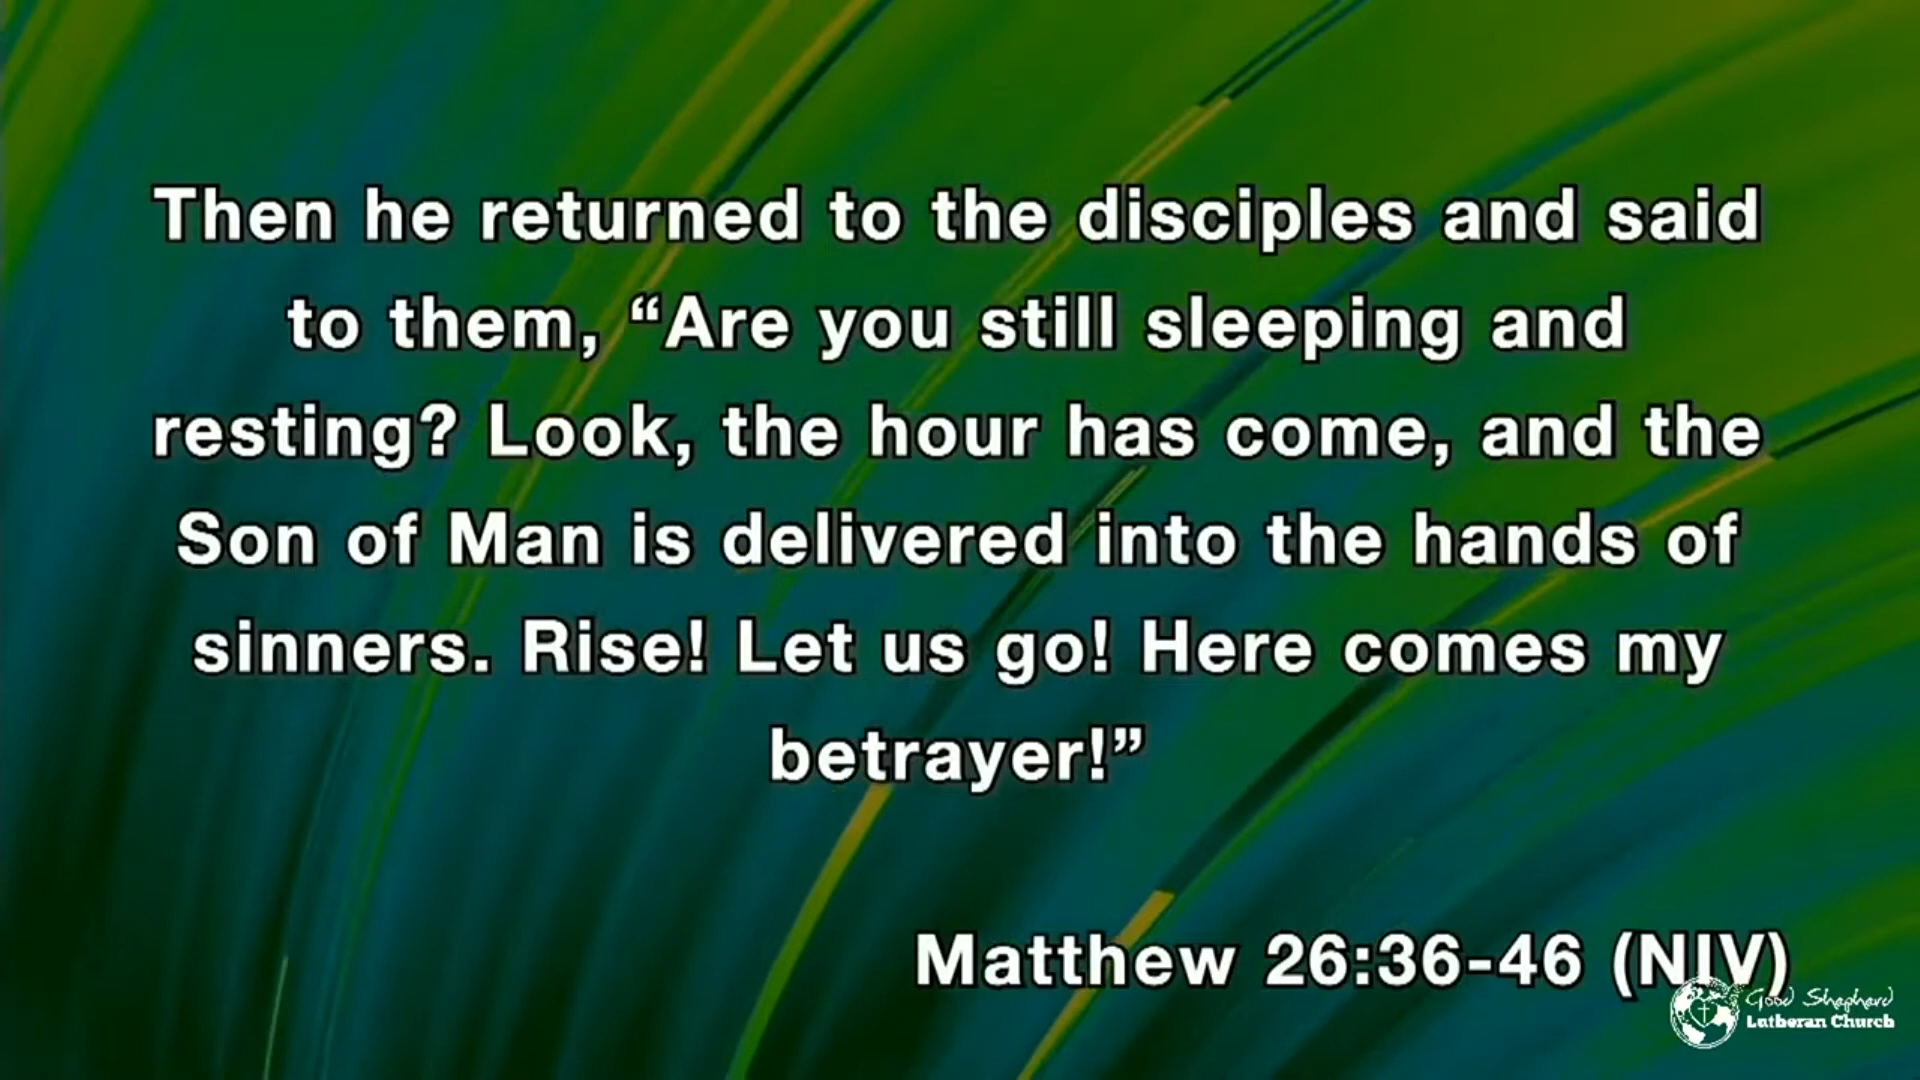 Then he returned to the disciples and said
to them, “Are you still sleeping and
resting? Look, the hour has come, and the
Son of Man is delivered into the hands of
sinners. Rise! Let us go! Here comes my
betrayer!”
Matthew 26:36-46 (NIV)
Good Shepherd
Lutheran Church